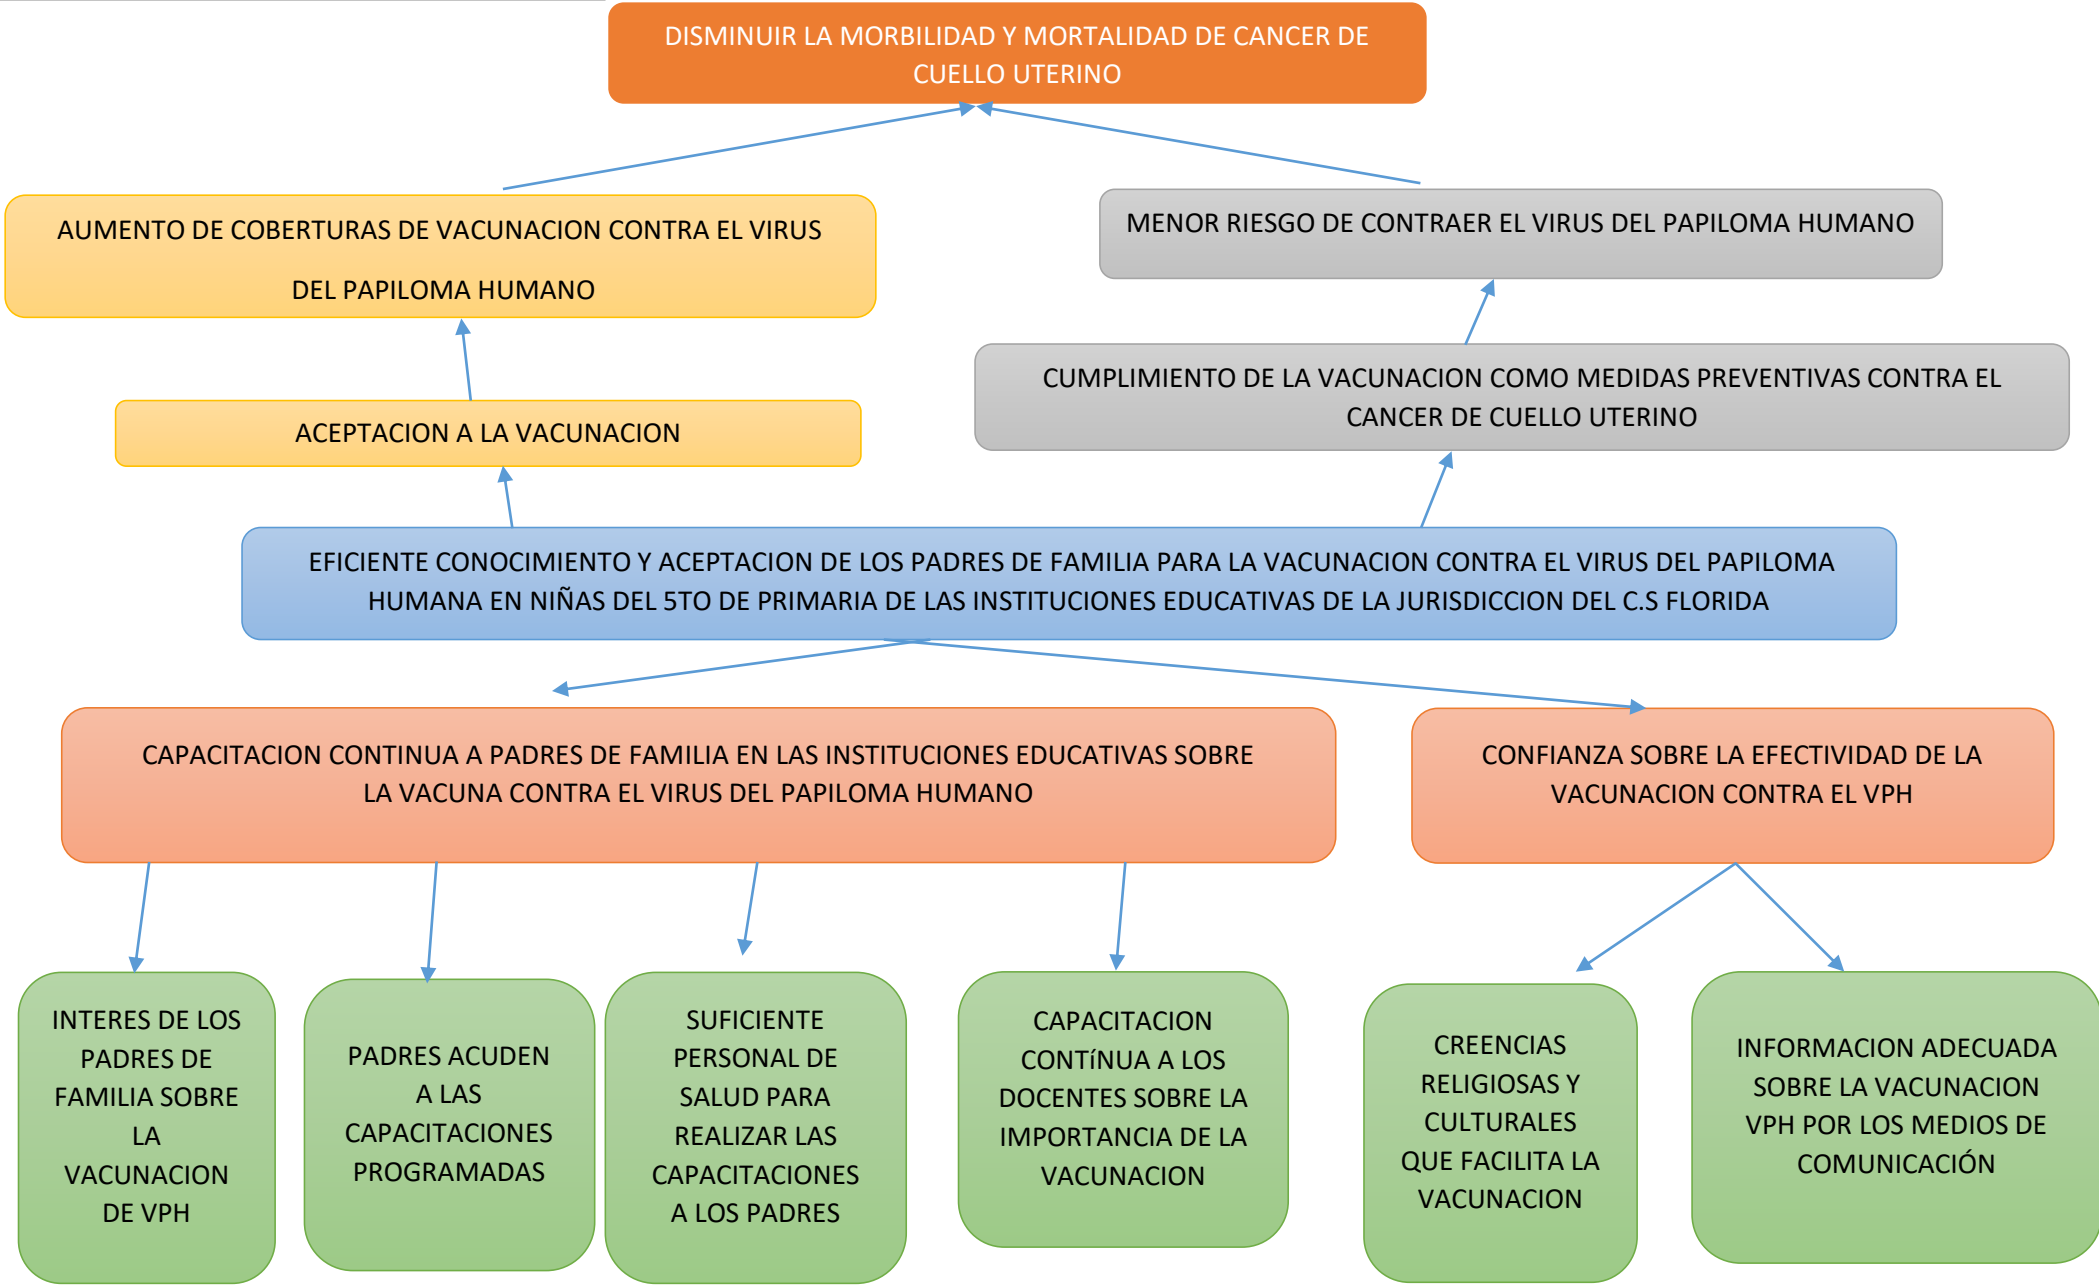 DISMINUIR LA MORBILIDAD Y MORTALIDAD DE CANCER DE
CUELLO UTERINO
AUMENTO DE COBERTURAS DE VACUNACION CONTRA EL VIRUS
DEL PAPILOMA HUMANO
MENOR RIESGO DE CONTRAER EL VIRUS DEL PAPILOMA HUMANO
ACEPTACION A LA VACUNACION
CUMPLIMIENTO DE LA VACUNACION COMO MEDIDAS PREVENTIVAS CONTRA EL
CANCER DE CUELLO UTERINO
EFICIENTE CONOCIMIENTO Y ACEPTACION DE LOS PADRES DE FAMILIA PARA LA VACUNACION CONTRA EL VIRUS DEL PAPILOMA
HUMANA EN NIÑAS DEL 5TO DE PRIMARIA DE LAS INSTITUCIONES EDUCATIVAS DE LA JURISDICCION DEL C.S FLORIDA
CAPACITACION CONTINUA A PADRES DE FAMILIA EN LAS INSTITUCIONES EDUCATIVAS SOBRE
LA VACUNA CONTRA EL VIRUS DEL PAPILOMA HUMANO
CONFIANZA SOBRE LA EFECTIVIDAD DE LA
VACUNACION CONTRA EL VPH
INTERES DE LOS
PADRES DE
FAMILIA SOBRE
LA
VACUNACION
DE VPH
PADRES ACUDEN
A LAS
CAPACITACIONES
PROGRAMADAS
SUFICIENTE
PERSONAL DE
SALUD PARA
REALIZAR LAS
CAPACITACIONES
A LOS PADRES
CAPACITACION
CONTíNUA A LOS
DOCENTES SOBRE LA
IMPORTANCIA DE LA
VACUNACION
CREENCIAS
RELIGIOSAS Y
CULTURALES
QUE FACILITA LA
VACUNACION
INFORMACION ADECUADA
SOBRE LA VACUNACION
VPH POR LOS MEDIOS DE
COMUNICACIÓN